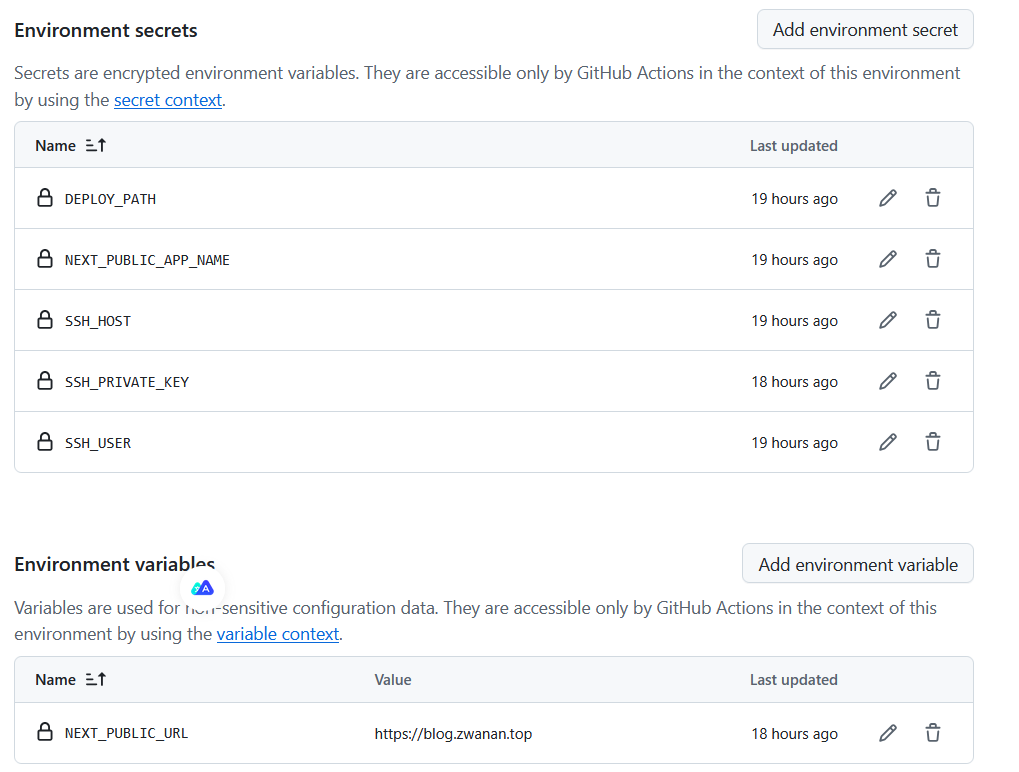 Environment secrets
Add environment secret
Secrets are encrypted environment variables. They are accessible only by GitHub Actions in the context of this environment
by using the secret context.
Name Last updated
DEPLOY_PATH 19 hours ago
NEXT_PUBLIC_APP_NAME 19 hours ago
SSH_HOST 19 hours ago
SSH_PRIVATE_KEY 18 hours ago
SSH_USER 19 hours ago
Environment variables
Add environment variable
Variables are used for non-sensitive configuration data. They are accessible only by GitHub Actions in the context of this
environment by using the variable context.
Name Value Last updated
NEXT_PUBLIC_URL https://blog.zwanan.top 18 hours ago